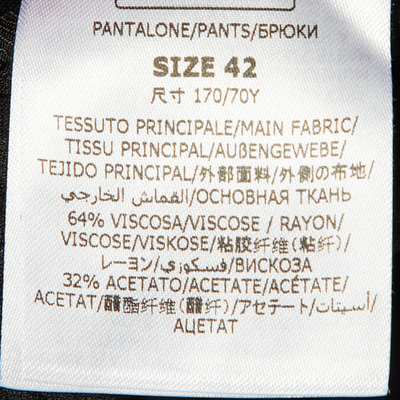 PANTALONE/PANTS/БРЮКИ
SIZE 42
尺寸 170/70Y
TESSUTO PRINCIPALE/MAIN FABRIC/
TISSU PRINCIPAL/AUßENGEWEBE/
TEJIDO PRINCIPAL/外部面料/外側の布地/
القماش الخارجي/ОСНОВНАЯ ТКАНЬ
64% VISCOSA/VISCOSE / RAYON/
VISCOSE/VISKOSE/粘胶纤维(粘纤)/
レーヨン/فسكوزي/ВИСКОЗА
32% ACETATO/ACETATE/ACÉTATE/
ACETAT/醋酯纤维(醋纤)/アセテート/أسيتات/
АЦЕТАТ